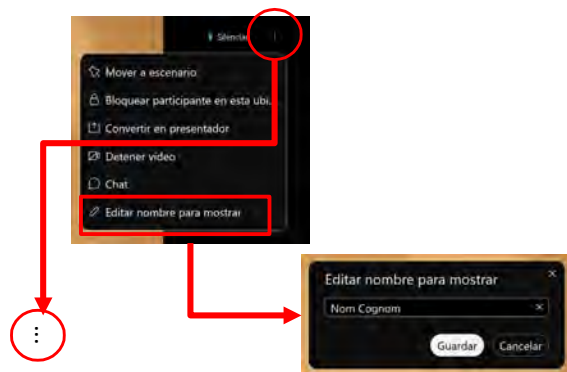 Silenciar
Mover a escenario
Bloquear participante en esta ubi...
Convertir en presentador
Detener vídeo
Chat
Editar nombre para mostrar
Editar nombre para mostrar
Nom Cognom
Guardar Cancelar